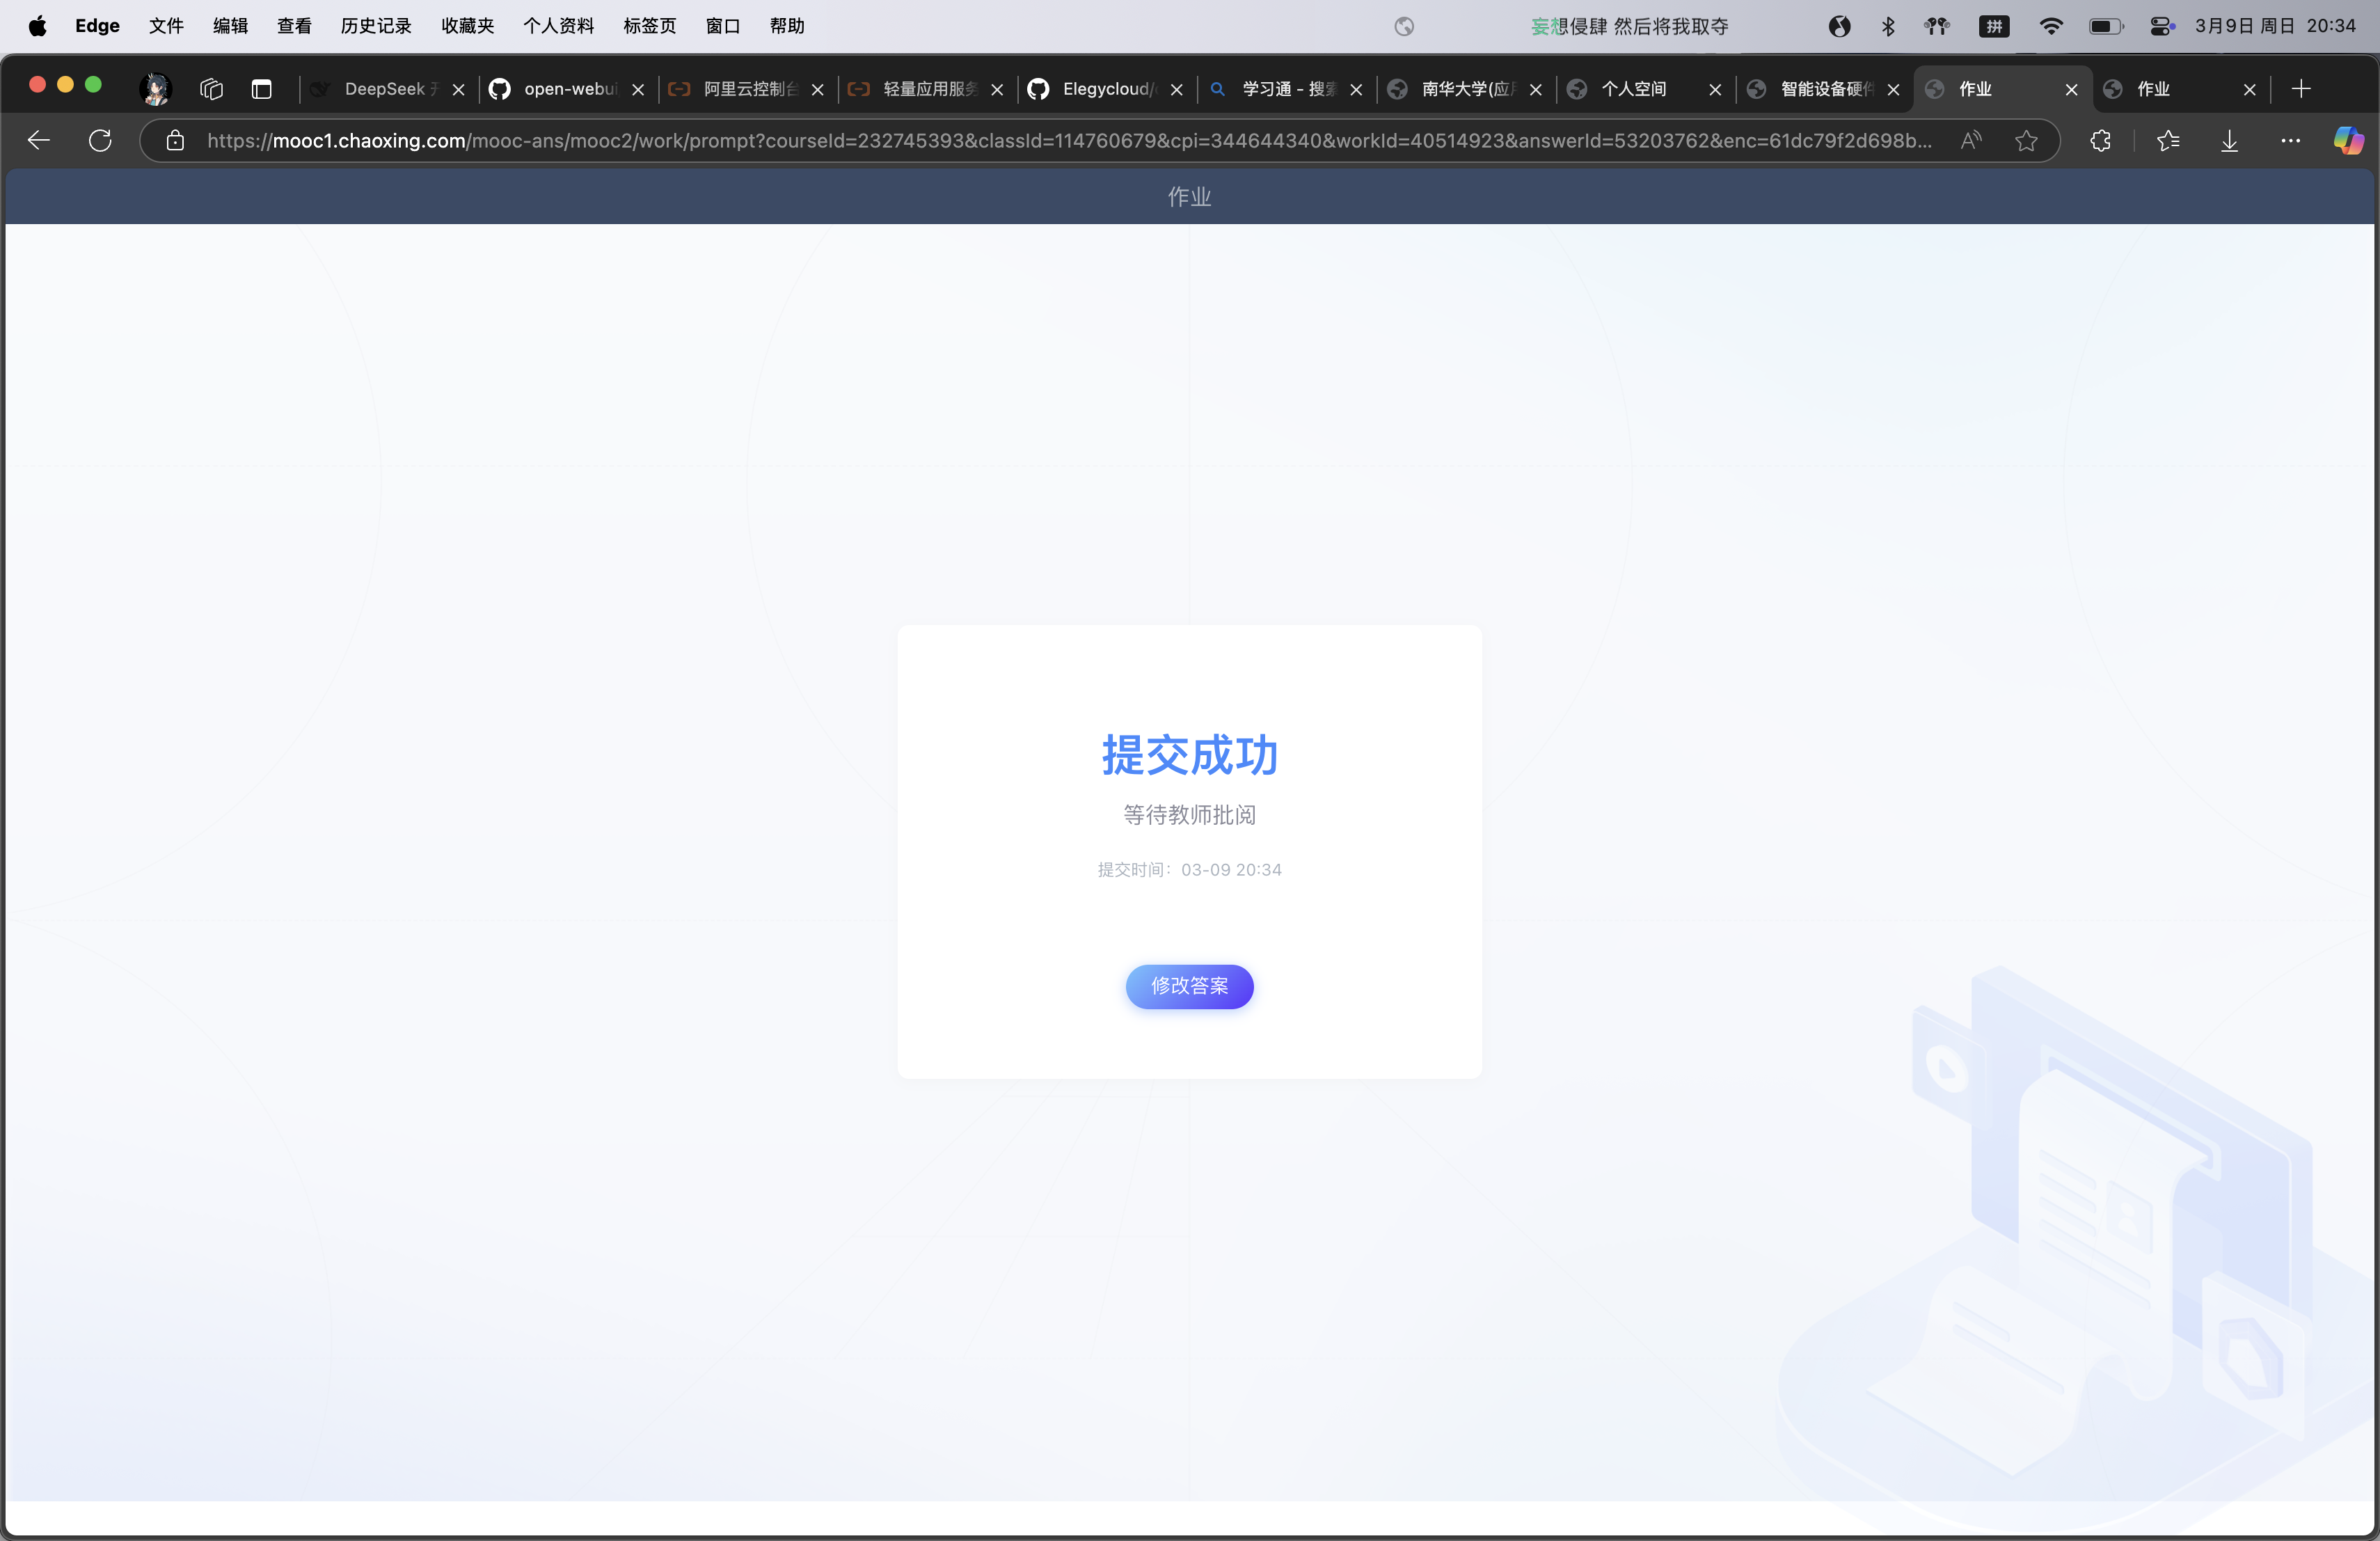 Edge 文件 编辑 查看 历史记录 收藏夹 个人资料 标签页 窗口 帮助 妄想侵肆 然后将我取夺 拼 3月9日 周日 20:34
DeepSeek open-webui 阿里云控制台 轻量应用服务 Elegycloud/ 学习通 - 搜索 南华大学(应用 个人空间 智能设备硬件 作业 作业
https://mooc1.chaoxing.com/mooc-ans/mooc2/work/prompt?courseId=232745393&classId=114760679&cpi=344644340&workId=40514923&answerId=53203762&enc=61dc79f2d698b...
作业
提交成功
等待教师批阅
提交时间：03-09 20:34
修改答案